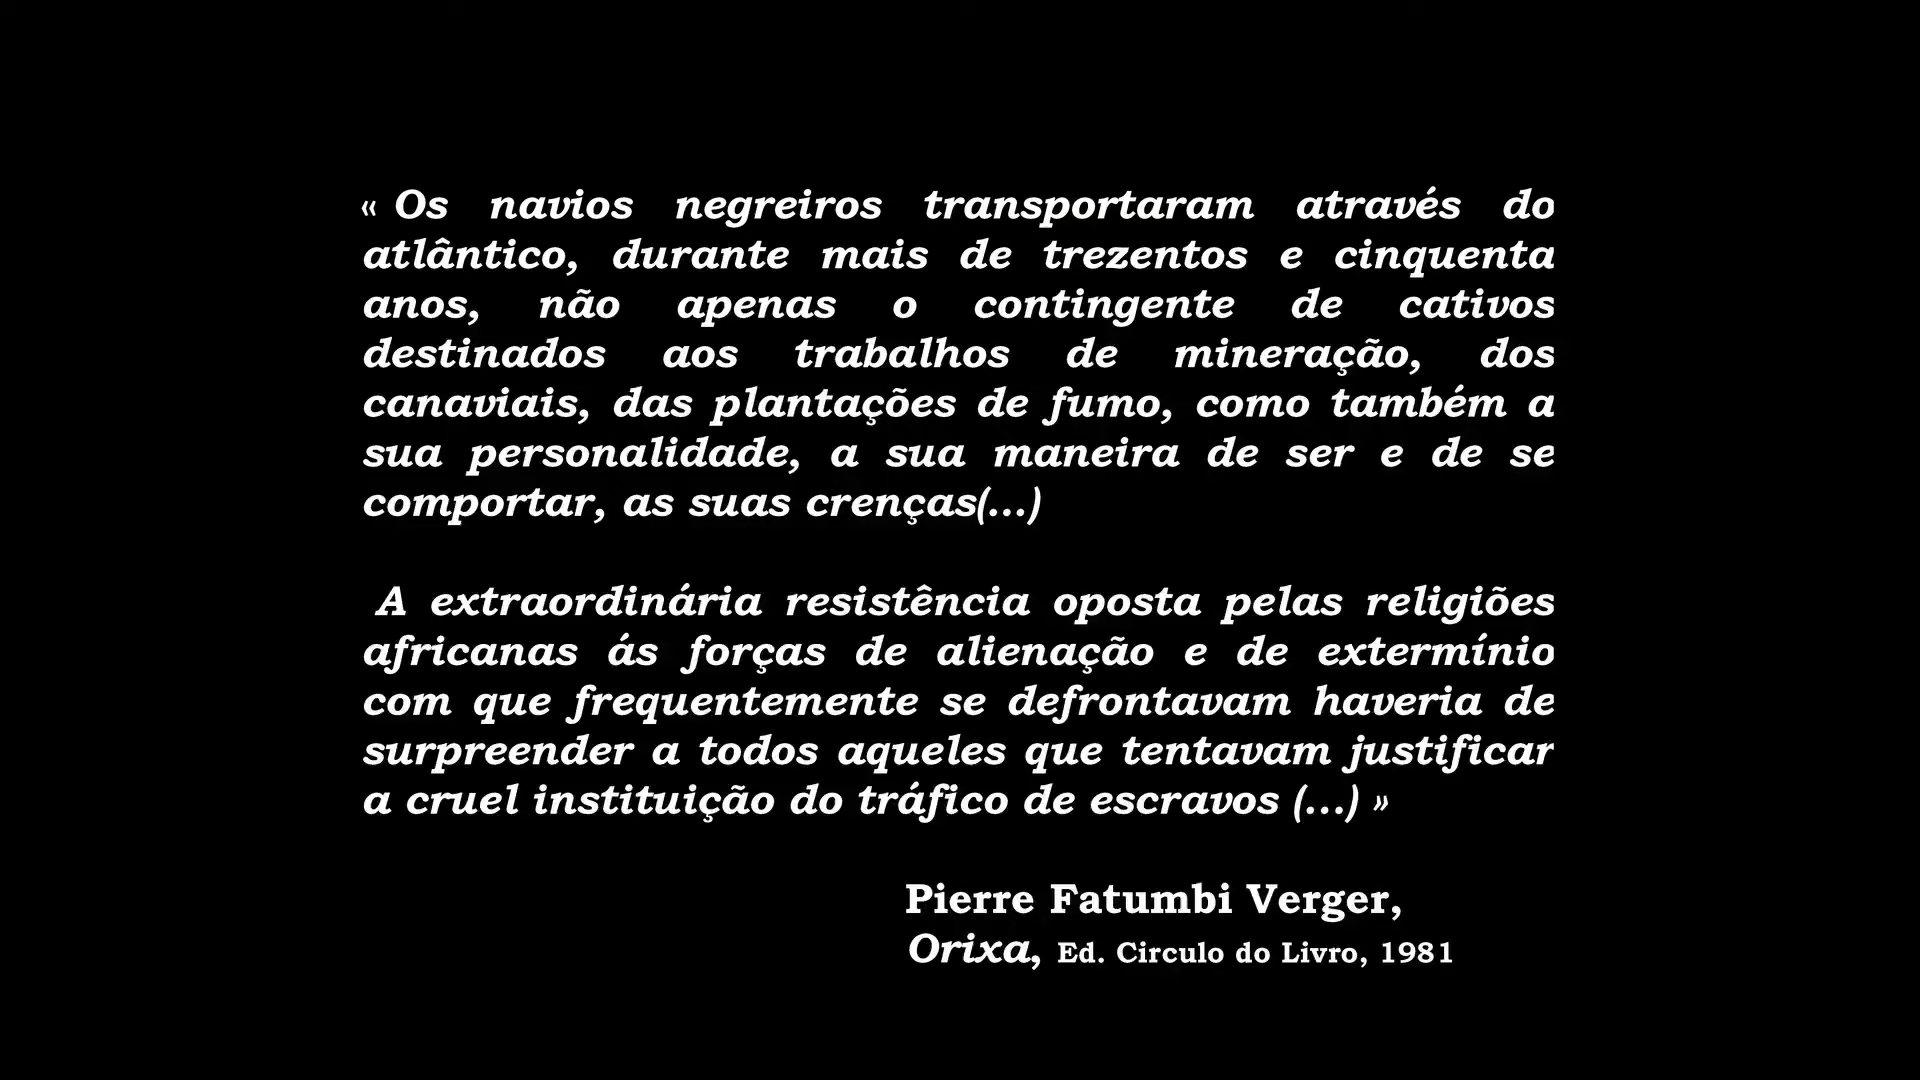 « Os navios negreiros transportaram através do
atlântico, durante mais de trezentos e cinquenta
anos, não apenas o contingente de cativos
destinados aos trabalhos de mineração, dos
canaviais, das plantações de fumo, como também a
sua personalidade, a sua maneira de ser e de se
comportar, as suas crenças(...)
A extraordinária resistência oposta pelas religiões
africanas ás forças de alienação e de extermínio
com que frequentemente se defrontavam haveria de
surpreender a todos aqueles que tentavam justificar
a cruel instituição do tráfico de escravos (...) »
Pierre Fatumbi Verger,
Orixa, Ed. Circulo do Livro, 1981